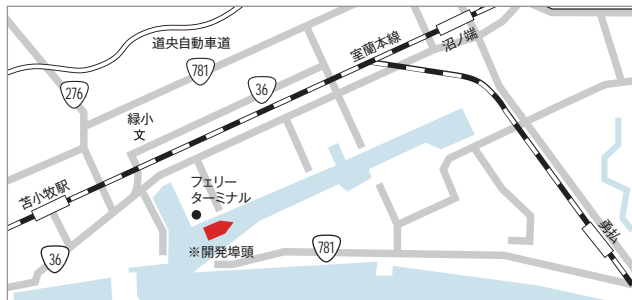 道央自動車道
室蘭本線
沼ノ端
781
276
36
緑小
文
苫小牧駅
フェリー
ターミナル
※開発埠頭
勇払
36
781